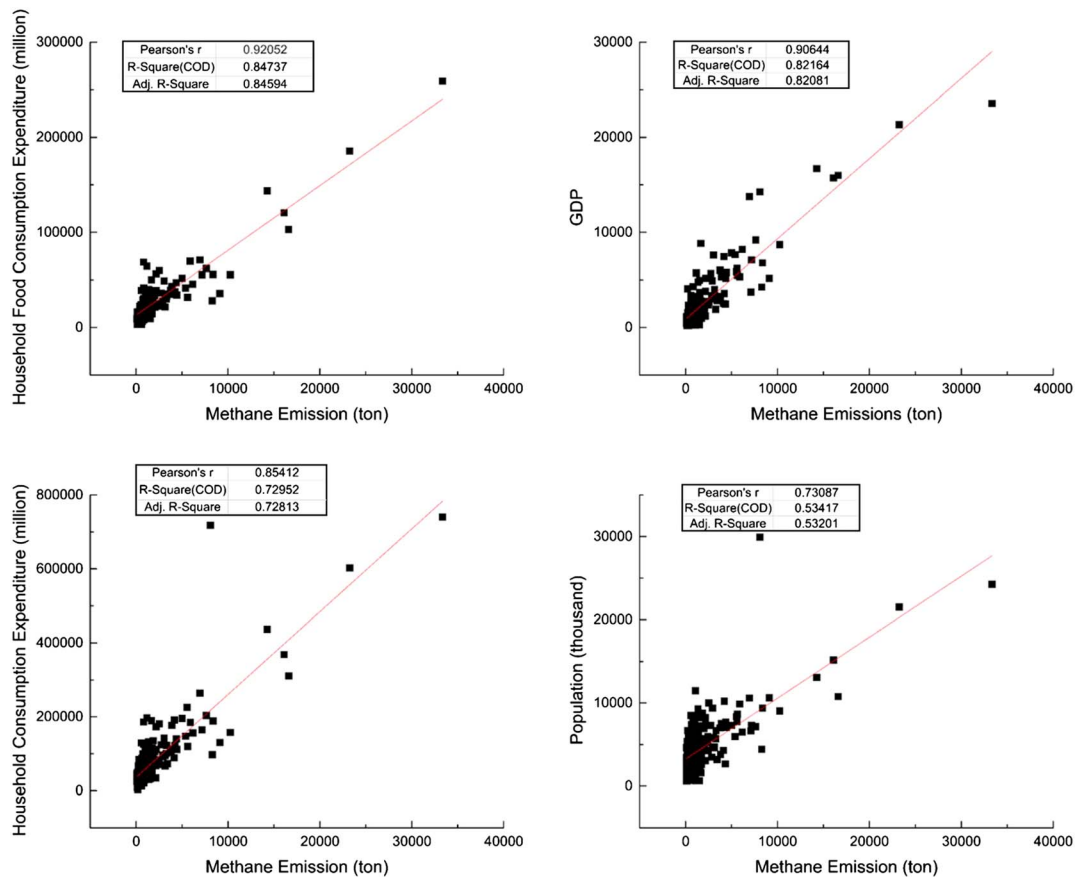 Household Food Consumption Expenditure (million)
300000
200000
100000
0
Pearson's r 0.92052
R-Square(COD) 0.84737
Adj. R-Square 0.84594
0 10000 20000 30000 40000
Methane Emission (ton)
GDP
30000
20000
10000
0
Pearson's r 0.90644
R-Square(COD) 0.82164
Adj. R-Square 0.82081
0 10000 20000 30000 40000
Methane Emissions (ton)
Household Consumption Expenditure (million)
800000
600000
400000
200000
0
Pearson's r 0.85412
R-Square(COD) 0.72952
Adj. R-Square 0.72813
0 10000 20000 30000 40000
Methane Emission (ton)
Population (thousand)
30000
20000
10000
0
Pearson's r 0.73087
R-Square(COD) 0.53417
Adj. R-Square 0.53201
0 10000 20000 30000 40000
Methane Emission (ton)